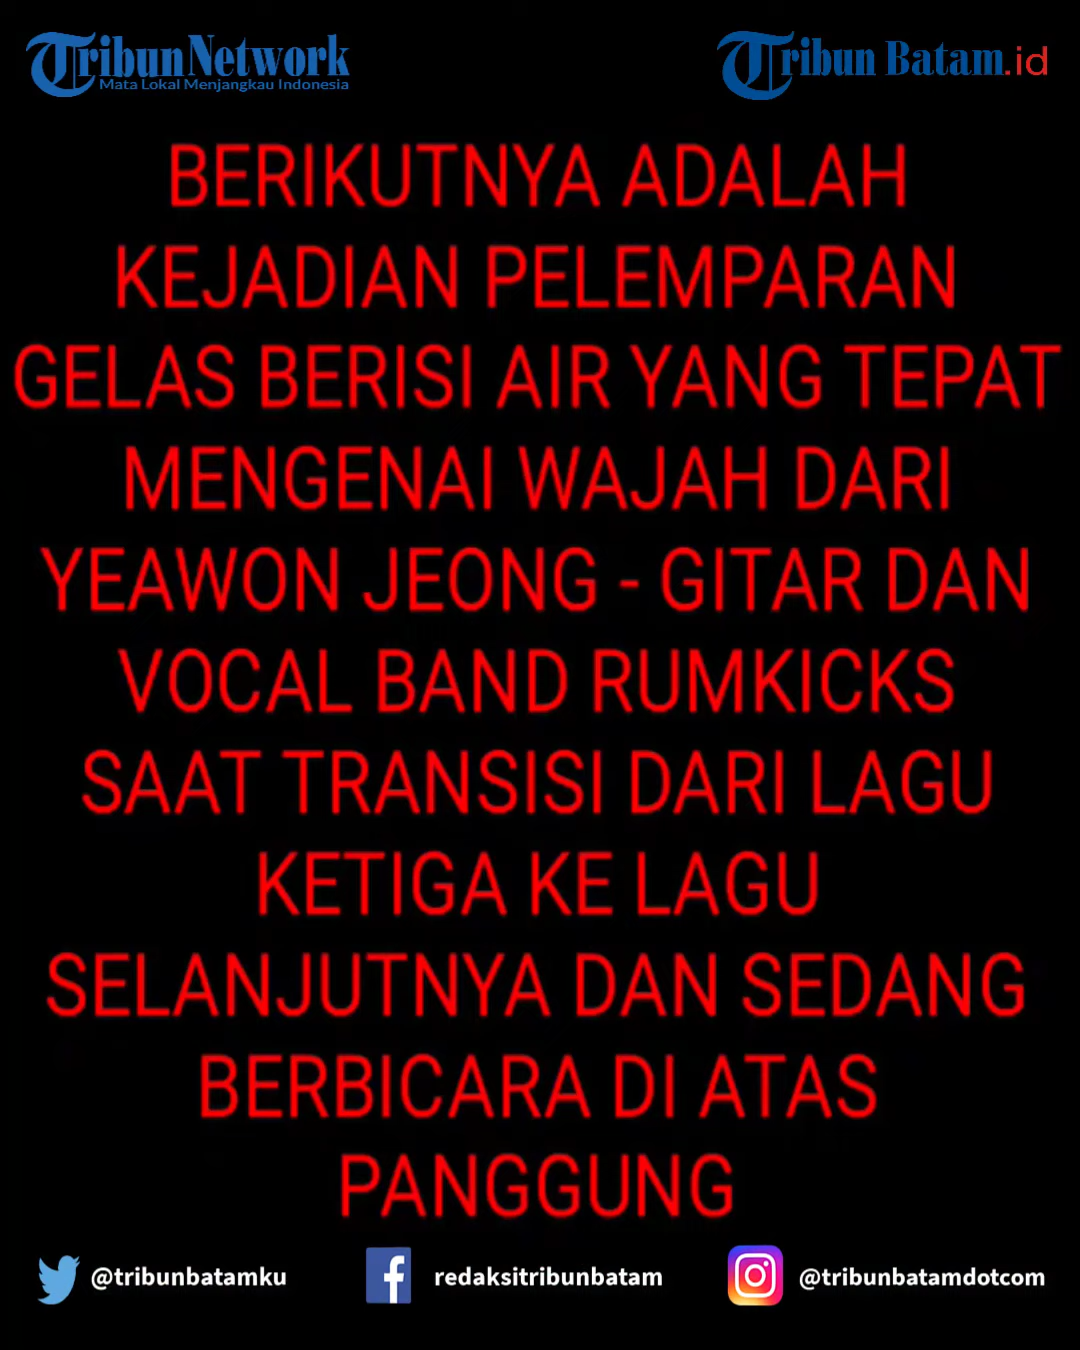 Tribun Network
Mata Lokal Menjangkau Indonesia
Tribun Batam.id
BERIKUTNYA ADALAH
KEJADIAN PELEMPARAN
GELAS BERISI AIR YANG TEPAT
MENGENAI WAJAH DARI
YEAWON JEONG - GITAR DAN
VOCAL BAND RUMKICKS
SAAT TRANSISI DARI LAGU
KETIGA KE LAGU
SELANJUTNYA DAN SEDANG
BERBICARA DI ATAS
PANGGUNG
@tribunbatamku
redaksitribunbatam
@tribunbatamdotcom